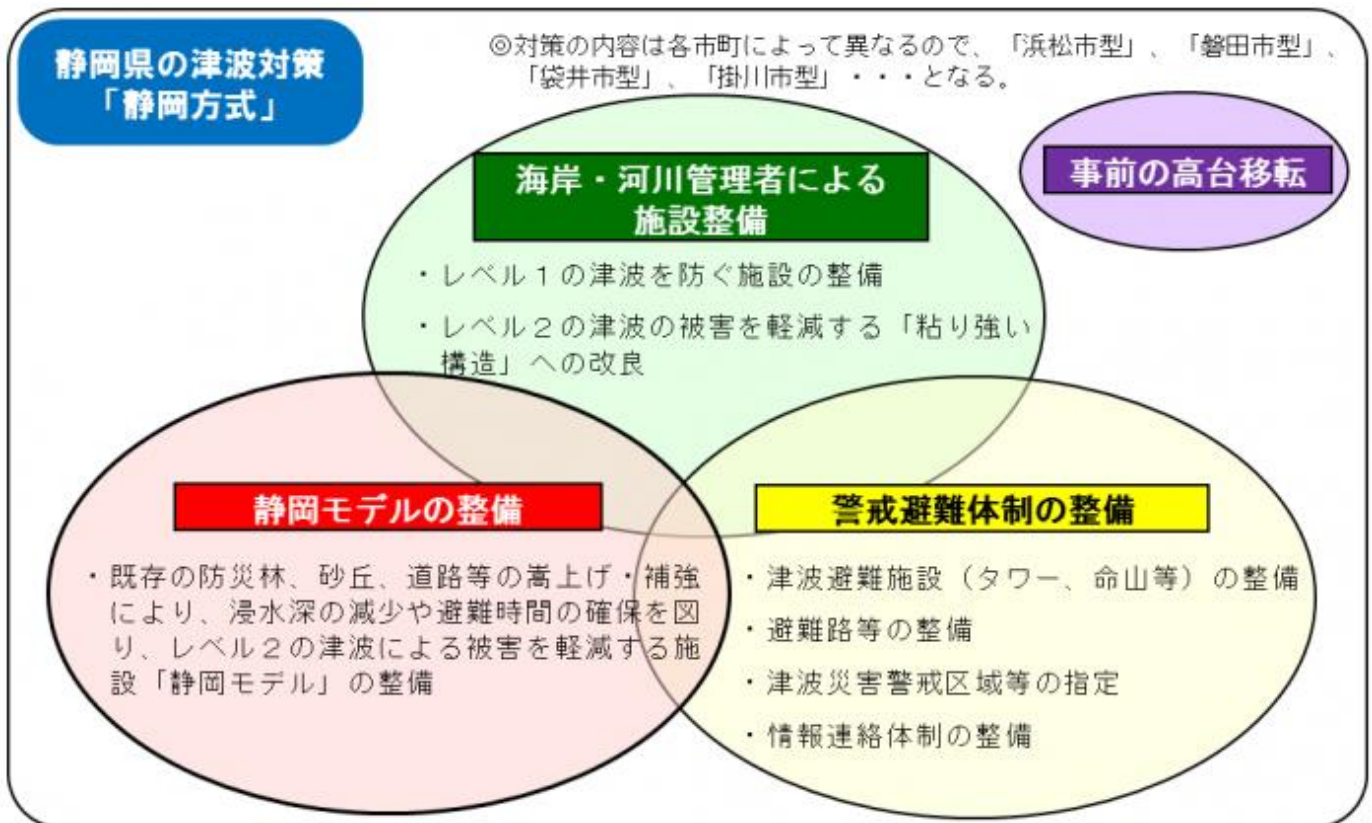 静岡県の津波対策
「静岡方式」
◎対策の内容は各市町によって異なるので、「浜松市型」、「磐田市型」、
「袋井市型」、「掛川市型」・・・となる。
海岸・河川管理者による
施設整備
・レベル１の津波を防ぐ施設の整備
・レベル２の津波の被害を軽減する「粘り強い
構造」への改良
事前の高台移転
静岡モデルの整備
・既存の防災林、砂丘、道路等の嵩上げ・補強
により、浸水深の減少や避難時間の確保を図
り、レベル２の津波による被害を軽減する施
設「静岡モデル」の整備
警戒避難体制の整備
・津波避難施設（タワー、命山等）の整備
・避難路等の整備
・津波災害警戒区域等の指定
・情報連絡体制の整備